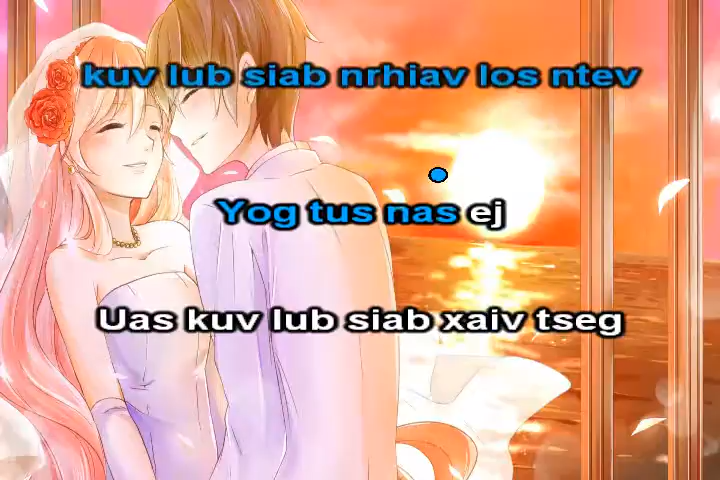 kuv lub siab nrhiav los ntev
Yog tus nas ej
Uas kuv lub siab xaiv tseg